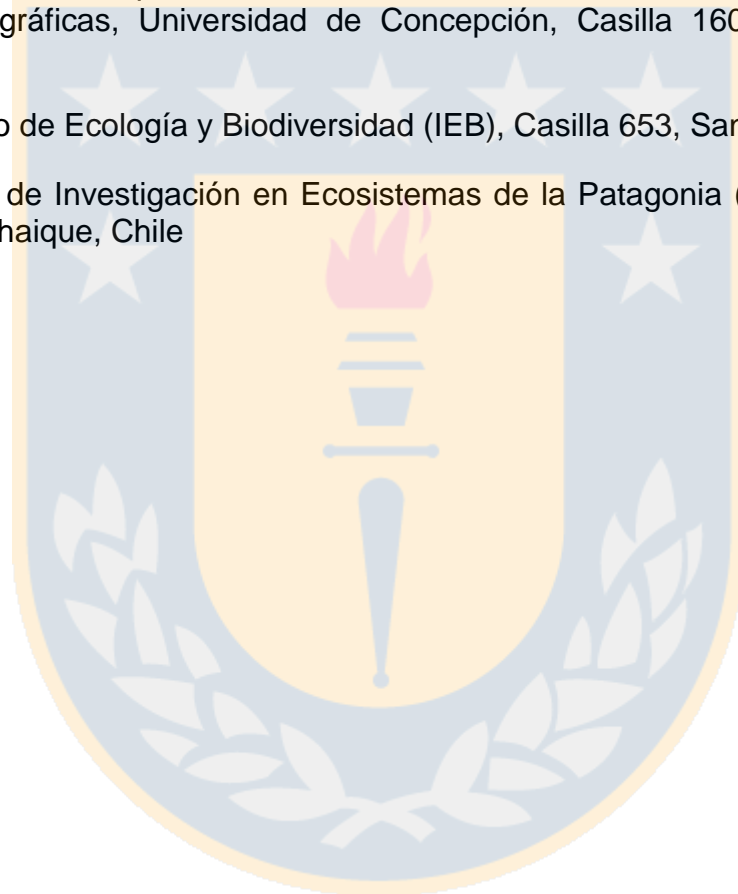 gráficas, Universidad de Concepción, Casilla 160
o de Ecología y Biodiversidad (IEB), Casilla 653, San
de Investigación en Ecosistemas de la Patagonia (
haique, Chile